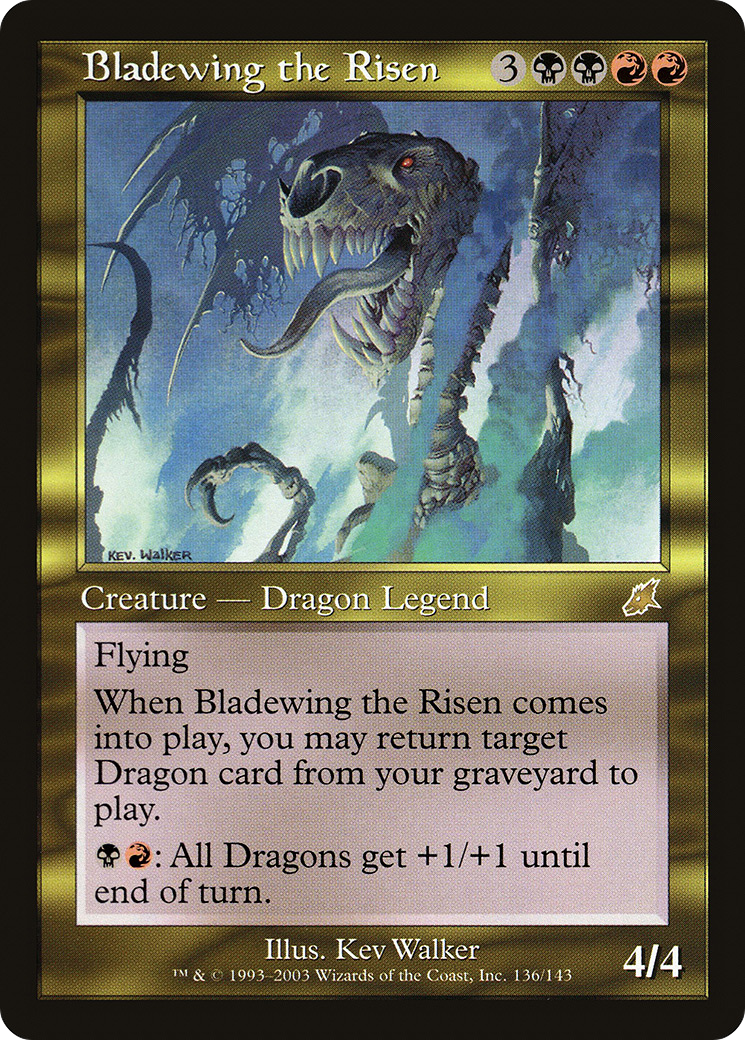 Bladewing the Risen 3
KEV. WALKER
Creature — Dragon Legend
Flying
When Bladewing the Risen comes
into play, you may return target
Dragon card from your graveyard to
play.
: All Dragons get +1/+1 until
end of turn.
Illus. Kev Walker
™ & © 1993–2003 Wizards of the Coast, Inc. 136/143
4/4